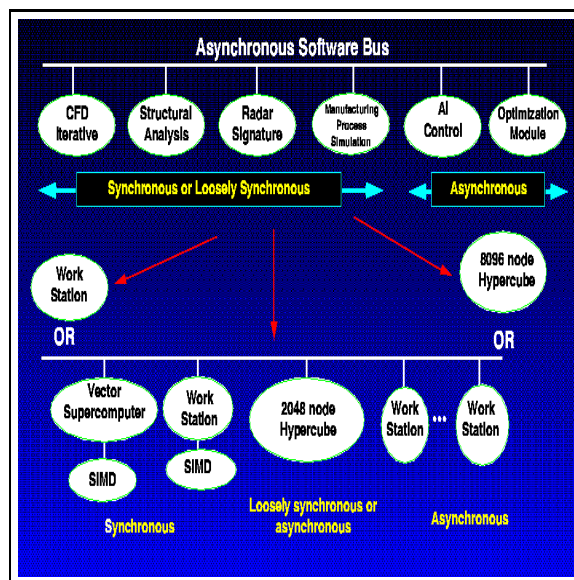 Asynchronous Software Bus
CFD
Iterative
Structural
Analysis
Radar
Signature
Manufacturing
Process
Simulation
AI
Control
Optimization
Module
Synchronous or Loosely Synchronous
Asynchronous
Work
Station
8096 node
Hypercube
OR
OR
Vector
Supercomputer
Work
Station
2048 node
Hypercube
Work
Station
...
Work
Station
SIMD
SIMD
Synchronous
Loosely synchronous or
asynchronous
Asynchronous